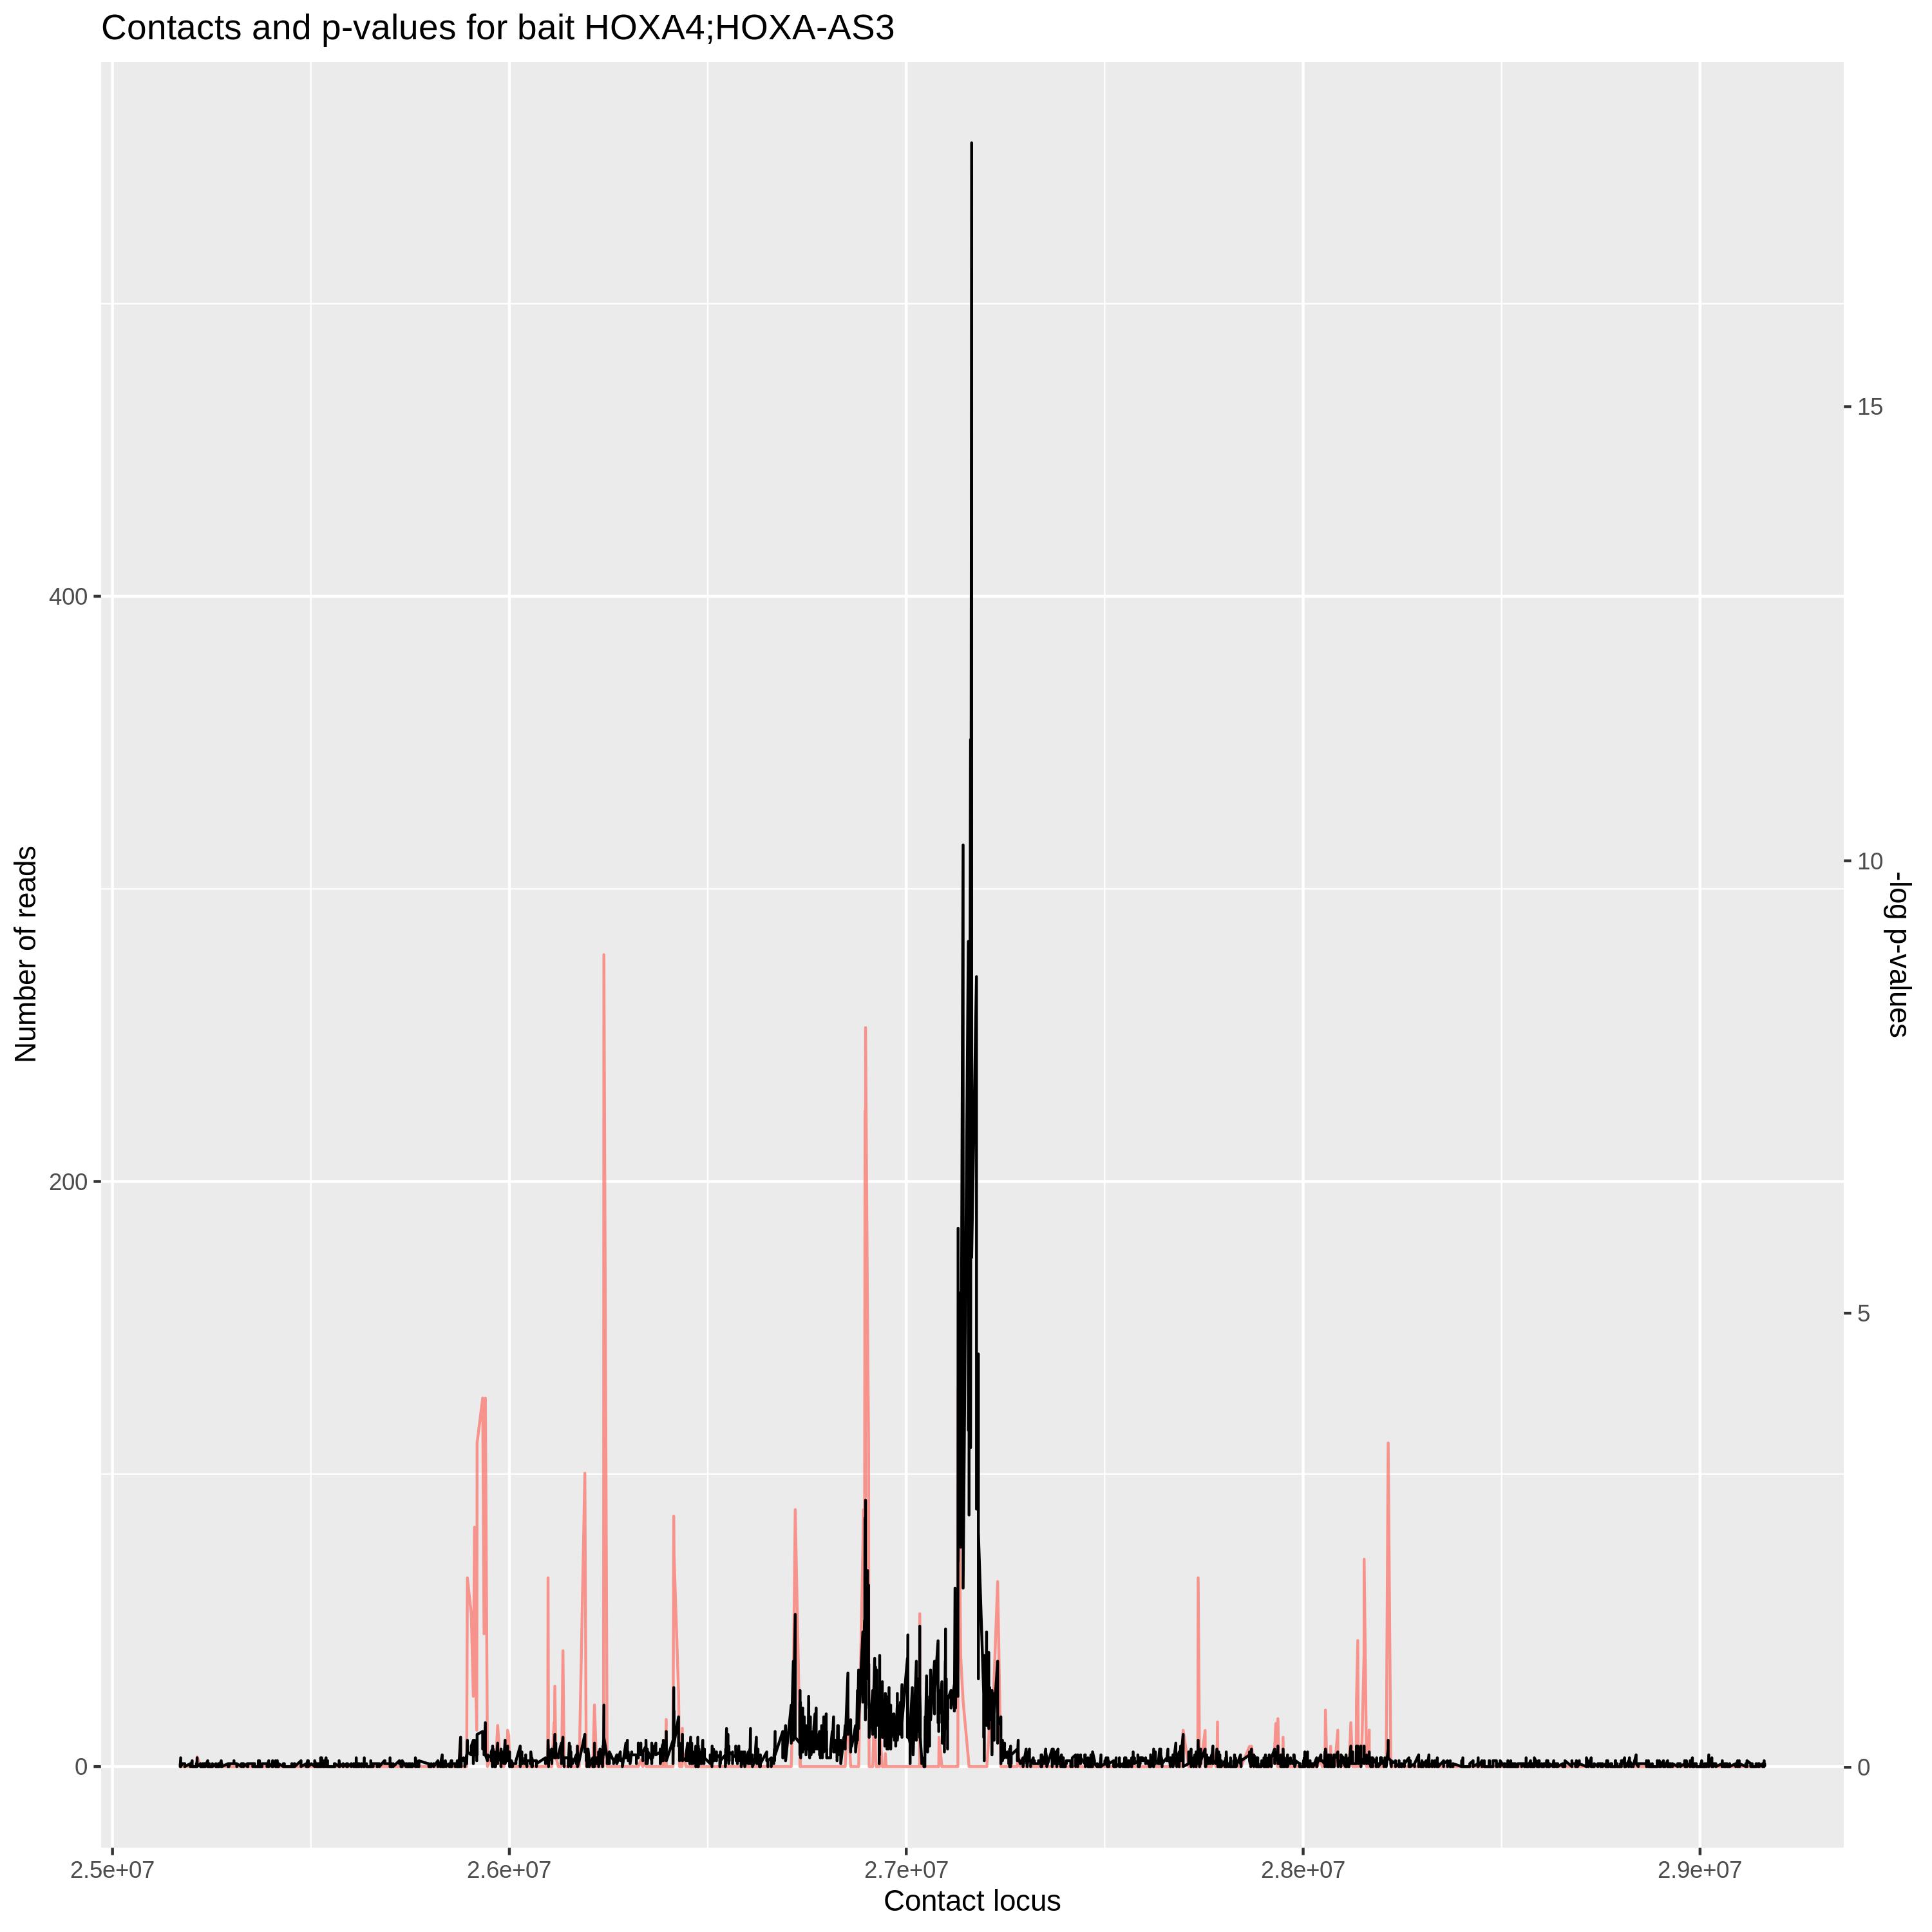 Contacts and p-values for bait HOXA4;HOXA-AS3
Number of reads
400
200
0
15
10
5
0
-log p-values
2.5e+07 2.6e+07 2.7e+07 2.8e+07 2.9e+07
Contact locus